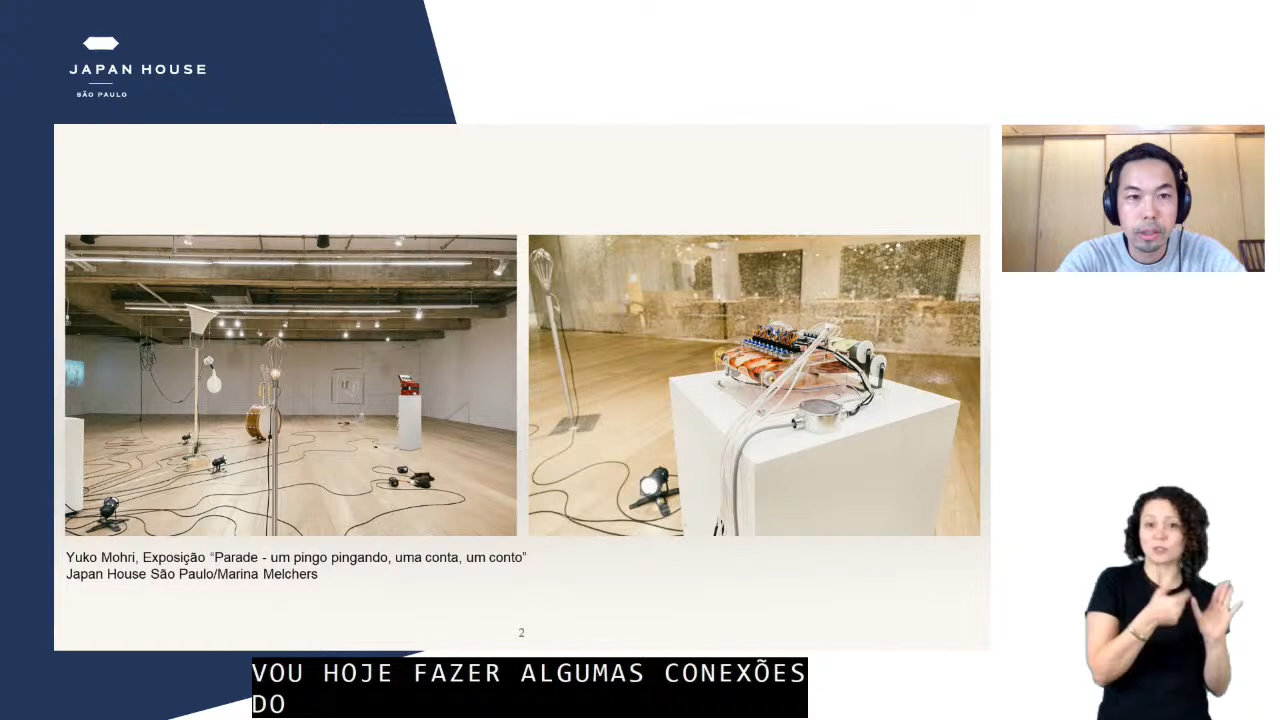 JAPAN HOUSE
SÃO PAULO
Yuko Mohri, Exposição “Parade - um pingo pingando, uma conta, um conto”
Japan House São Paulo/Marina Melchers
2
VOU HOJE FAZER ALGUMAS CONEXÕES
DO